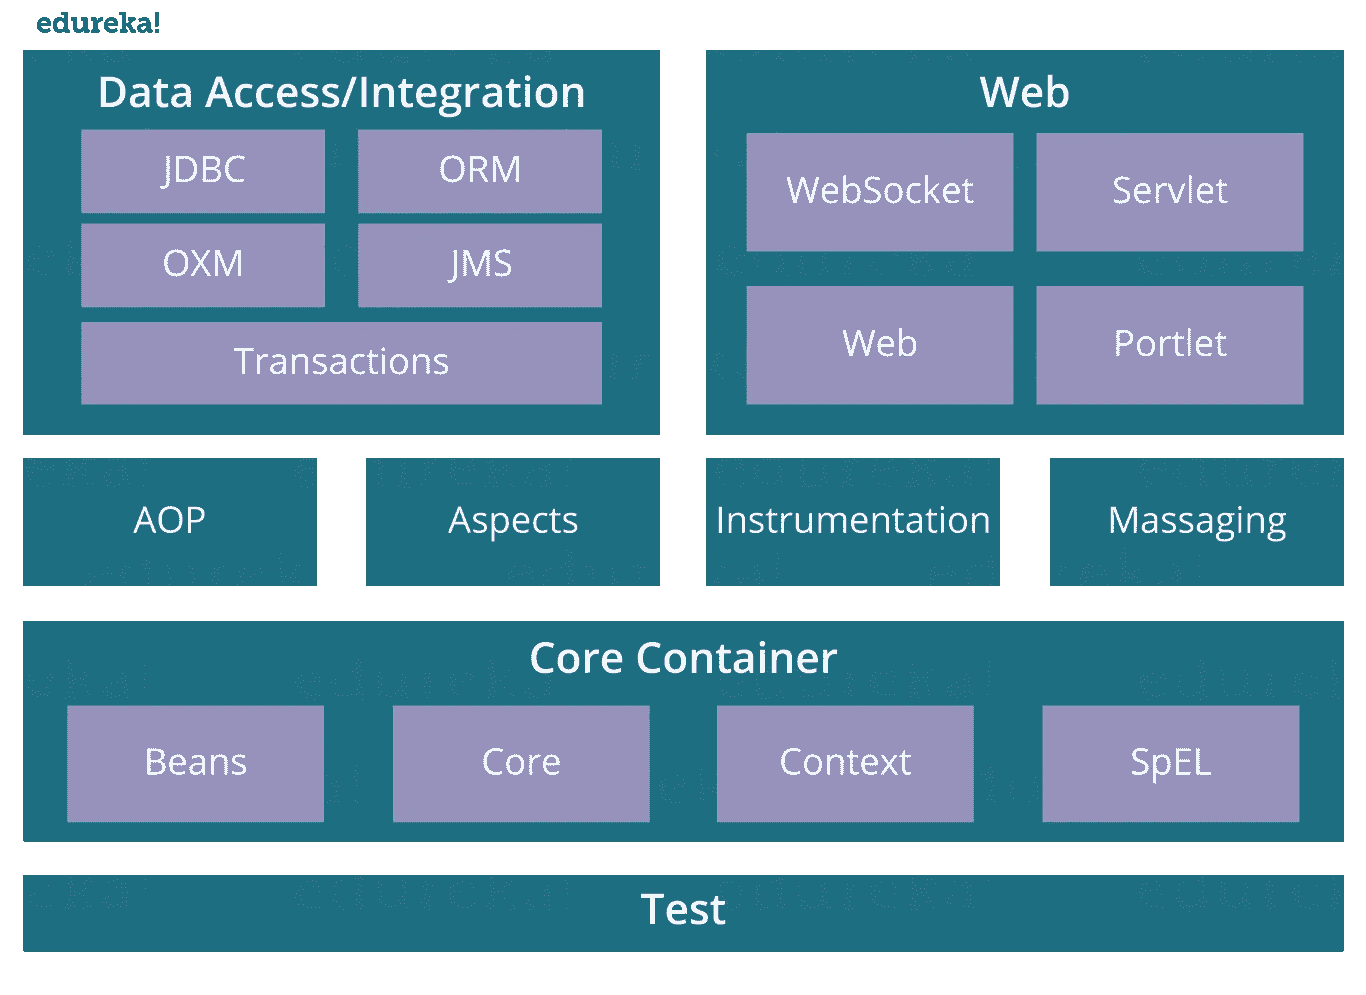 edureka!
Data Access/Integration
JDBC
ORM
OXM
JMS
Transactions
Web
WebSocket
Servlet
Web
Portlet
AOP
Aspects
Instrumentation
Massaging
Core Container
Beans
Core
Context
SpEL
Test